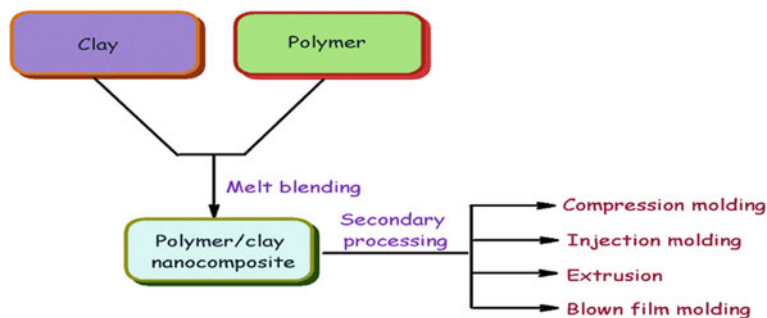 Clay
Polymer
Melt blending
Polymer/clay
nanocomposite
Secondary
processing
Compression molding
Injection molding
Extrusion
Blown film molding